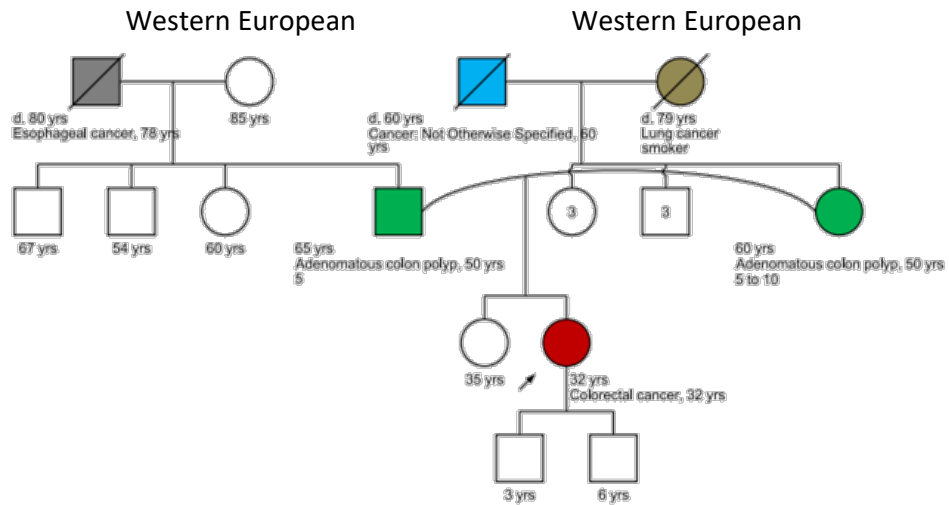 Western European
Western European
d. 80 yrs
Esophageal cancer, 78 yrs
85 yrs
d. 60 yrs
Cancer: Not Otherwise Specified, 60
yrs
d. 79 yrs
Lung cancer
smoker
67 yrs
54 yrs
60 yrs
65 yrs
Adenomatous colon polyp, 50 yrs
5
3
3
60 yrs
Adenomatous colon polyp, 50 yrs
5 to 10
35 yrs
32 yrs
Colorectal cancer, 32 yrs
3 yrs
6 yrs